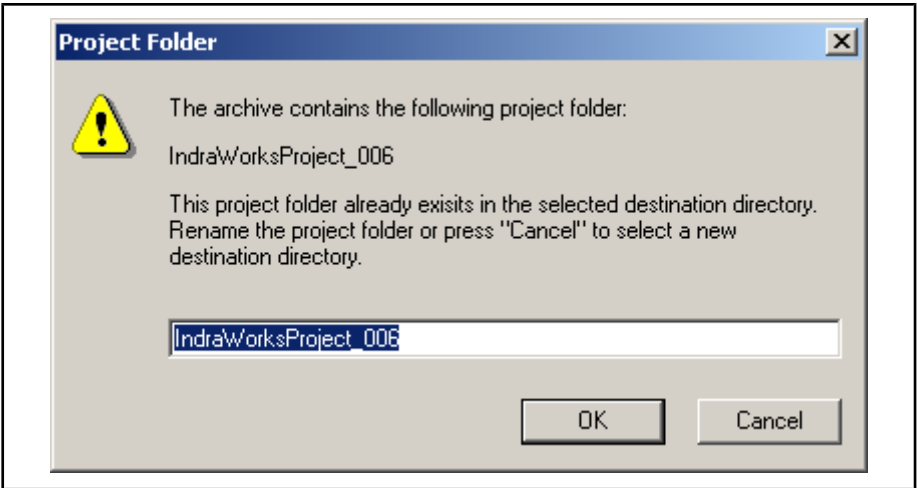 Project Folder
The archive contains the following project folder:
IndraWorksProject_006
This project folder already exisits in the selected destination directory.
Rename the project folder or press "Cancel" to select a new
destination directory.
IndraWorksProject_006
OK
Cancel